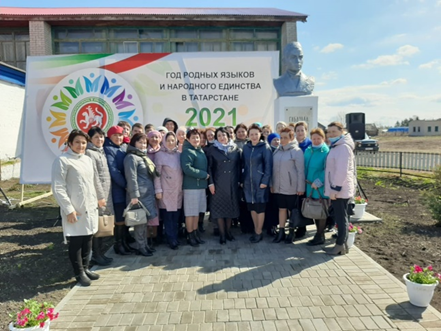 ГОД РОДНЫХ ЯЗЫКОВ
И НАРОДНОГО ЕДИНСТВА
В ТАТАРСТАНЕ
2021